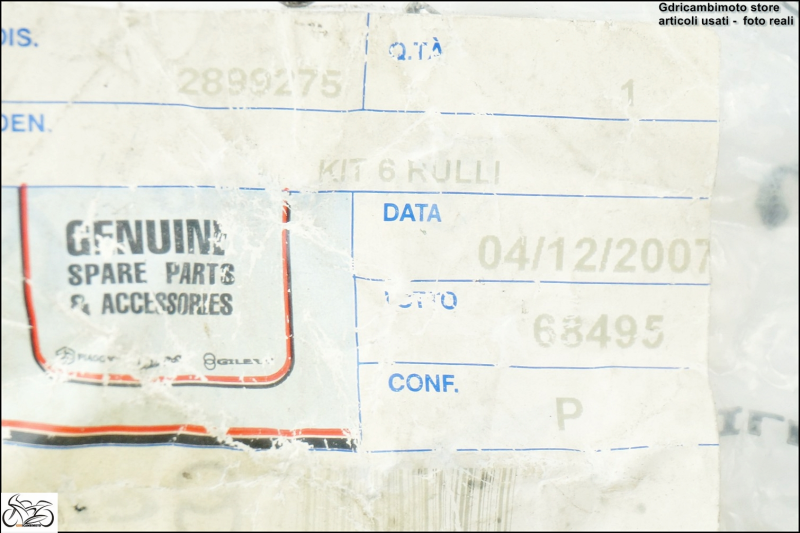 Gdricambimoto store
articoli usati - foto reali
DIS.
Q.TÀ
2899275
1
DEN.
KIT 6 RULLI
GENUINE
SPARE PARTS
& ACCESSORIES
DATA
04/12/2007
LOTTO
68495
CONF.
P